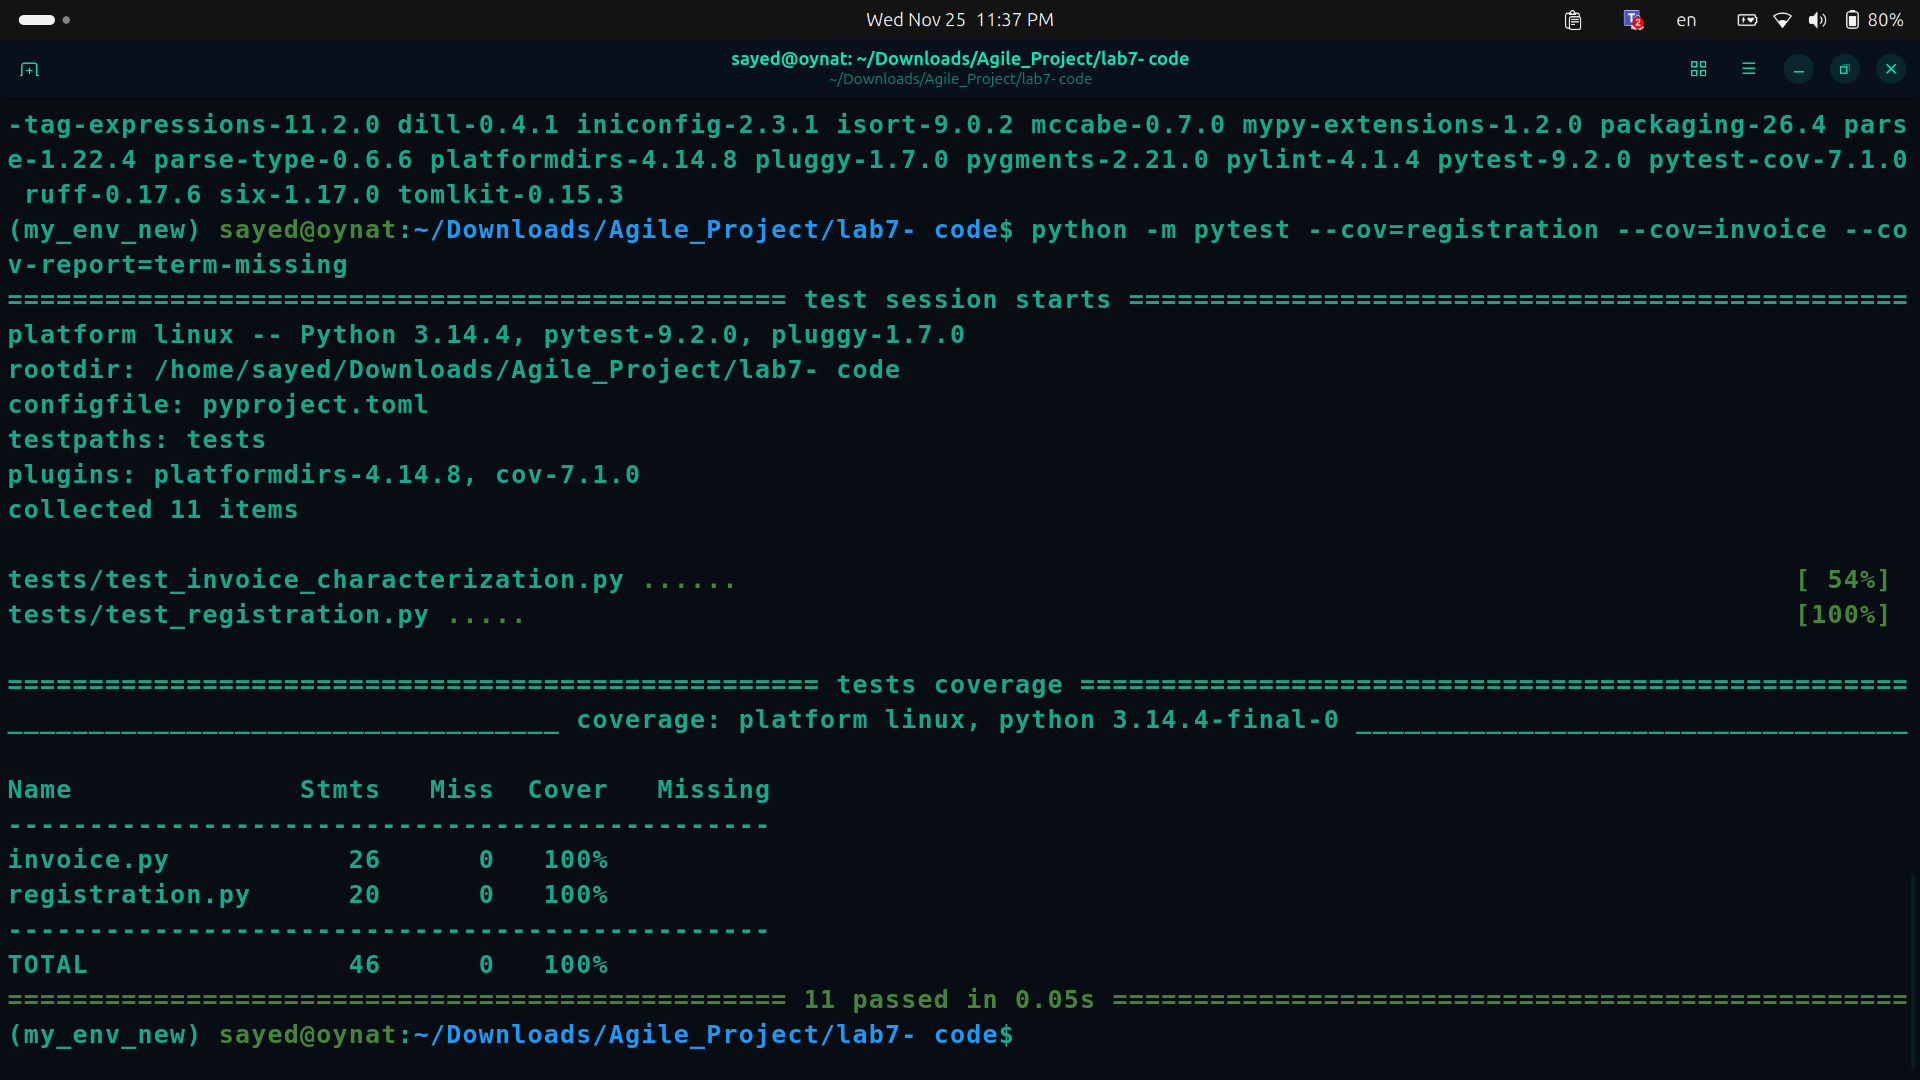 Wed Nov 25 11:37 PM
en
80%
sayed@oynat: ~/Downloads/Agile_Project/lab7- code
~/Downloads/Agile_Project/lab7- code
-tag-expressions-11.2.0 dill-0.4.1 iniconfig-2.3.1 isort-9.0.2 mccabe-0.7.0 mypy-extensions-1.2.0 packaging-26.4 pars
e-1.22.4 parse-type-0.6.6 platformdirs-4.14.8 pluggy-1.7.0 pygments-2.21.0 pylint-4.1.4 pytest-9.2.0 pytest-cov-7.1.0
 ruff-0.17.6 six-1.17.0 tomlkit-0.15.3
(my_env_new) sayed@oynat:~/Downloads/Agile_Project/lab7- code$ python -m pytest --cov=registration --cov=invoice --co
v-report=term-missing
================================================ test session starts ================================================
platform linux -- Python 3.14.4, pytest-9.2.0, pluggy-1.7.0
rootdir: /home/sayed/Downloads/Agile_Project/lab7- code
configfile: pyproject.toml
testpaths: tests
plugins: platformdirs-4.14.8, cov-7.1.0
collected 11 items
tests/test_invoice_characterization.py ...... [ 54%]
tests/test_registration.py ..... [100%]
================================================== tests coverage ===================================================
__________________________________ coverage: platform linux, python 3.14.4-final-0 __________________________________
Name              Stmts   Miss  Cover   Missing
-----------------------------------------------
invoice.py           26      0   100%
registration.py      20      0   100%
-----------------------------------------------
TOTAL                46      0   100%
================================================ 11 passed in 0.05s =================================================
(my_env_new) sayed@oynat:~/Downloads/Agile_Project/lab7- code$